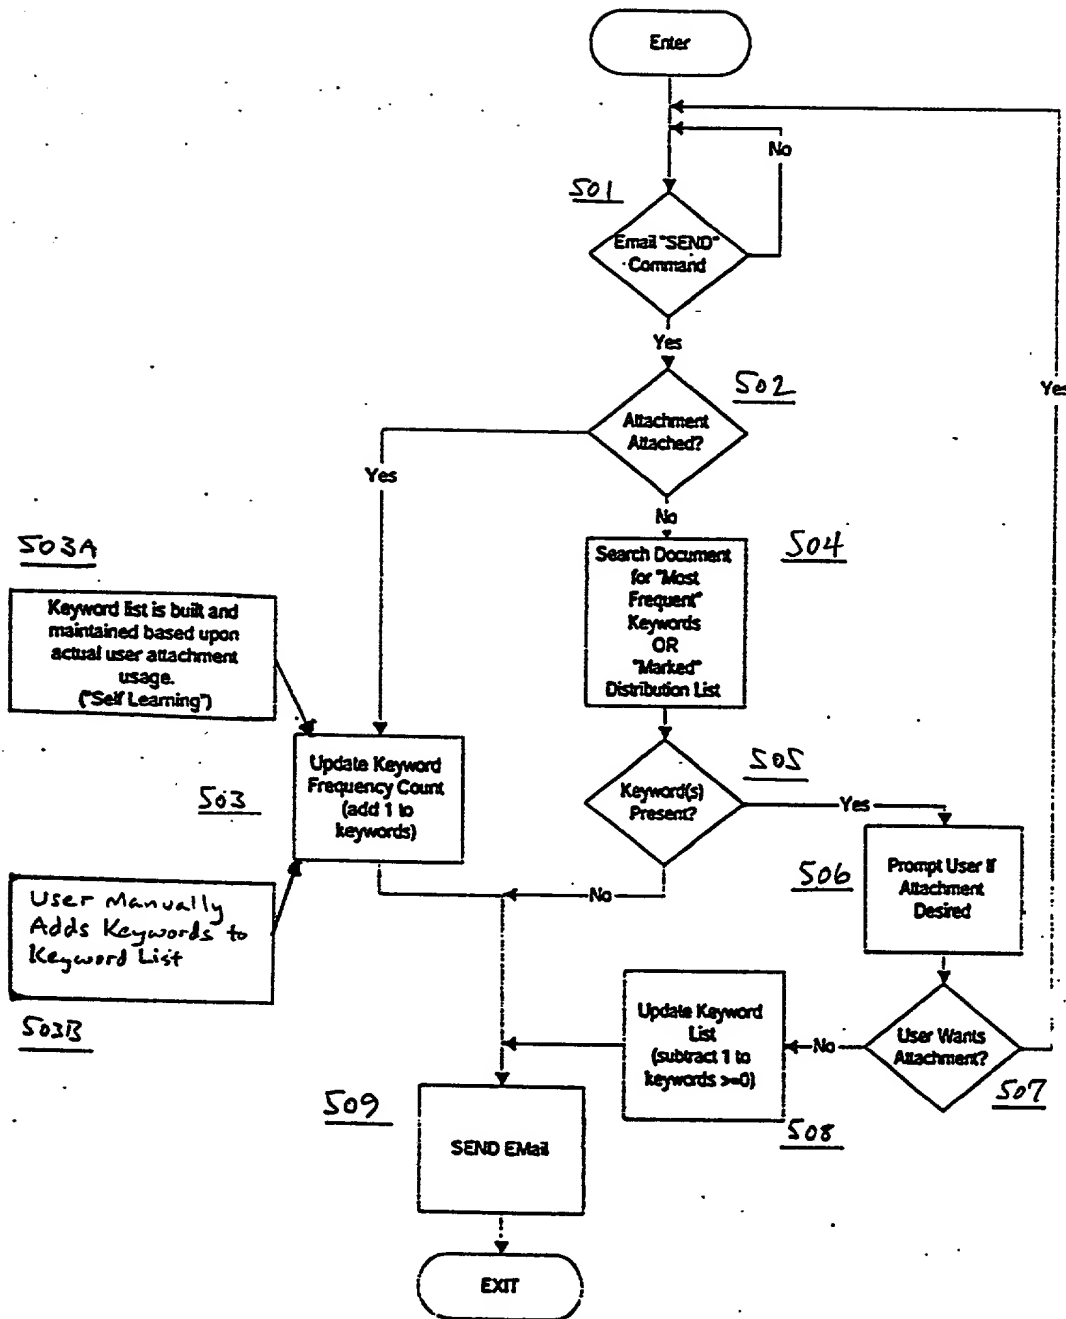 Enter
No
501
Email "SEND"
Command
Yes
502
Attachment
Attached?
Yes
Yes
No
503A
504
Search Document
for "Most
Frequent"
Keywords
OR
"Marked"
Distribution List
Keyword list is built and
maintained based upon
actual user attachment
usage.
("Self Learning")
503
Update Keyword
Frequency Count
(add 1 to
keywords)
505
Keyword(s)
Present?
Yes
506
Prompt User if
Attachment
Desired
No
User Manually
Adds Keywords to
Keyword List
503B
Update Keyword
List
(subtract 1 to
keywords >=0)
No
User Wants
Attachment?
507
508
509
SEND EMail
EXIT